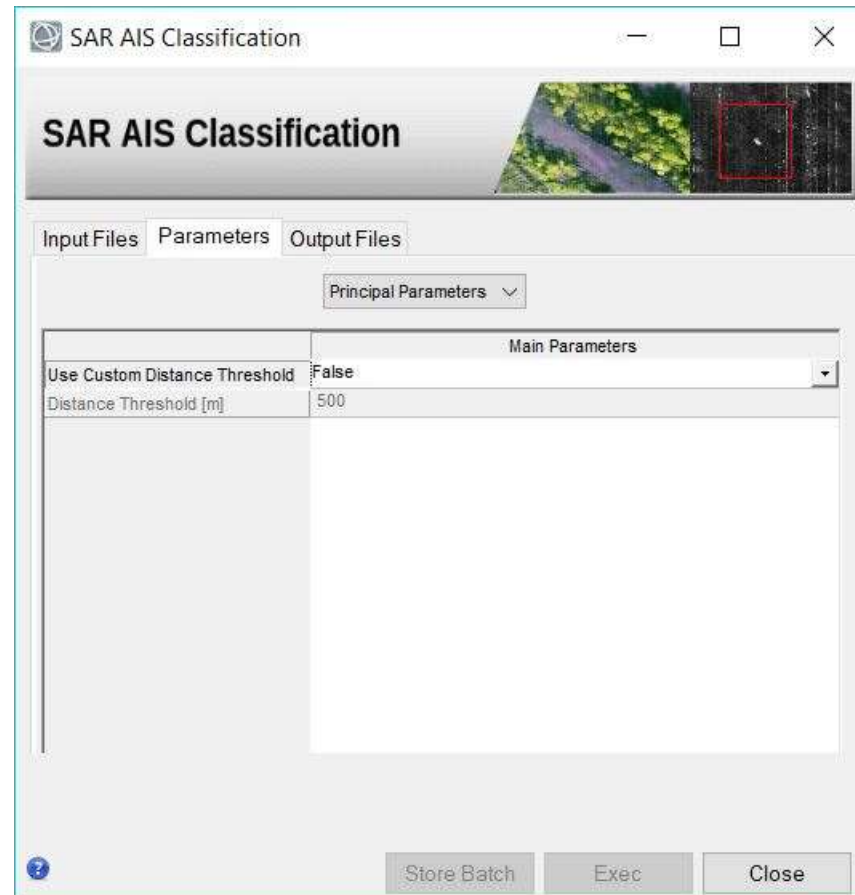 SAR AIS Classification
SAR AIS Classification
Input Files Parameters Output Files
Principal Parameters
Main Parameters
Use Custom Distance Threshold False
Distance Threshold [m] 500
Store Batch Exec Close